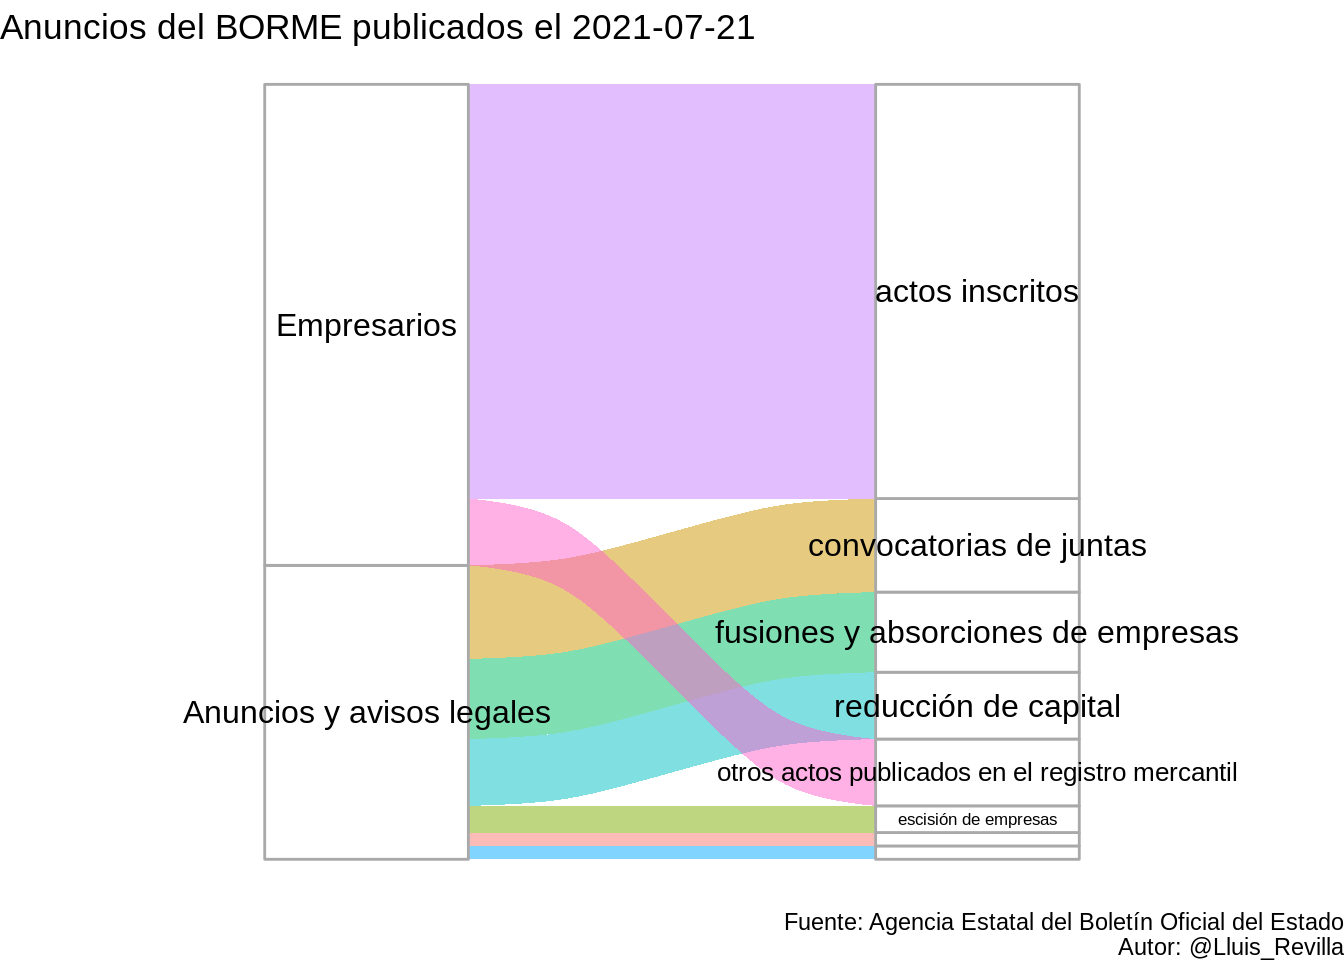 Anuncios del BORME publicados el 2021-07-21
Empresarios
Anuncios y avisos legales
actos inscritos
convocatorias de juntas
fusiones y absorciones de empresas
reducción de capital
otros actos publicados en el registro mercantil
escisión de empresas
Fuente: Agencia Estatal del Boletín Oficial del Estado
Autor: @Lluis_Revilla